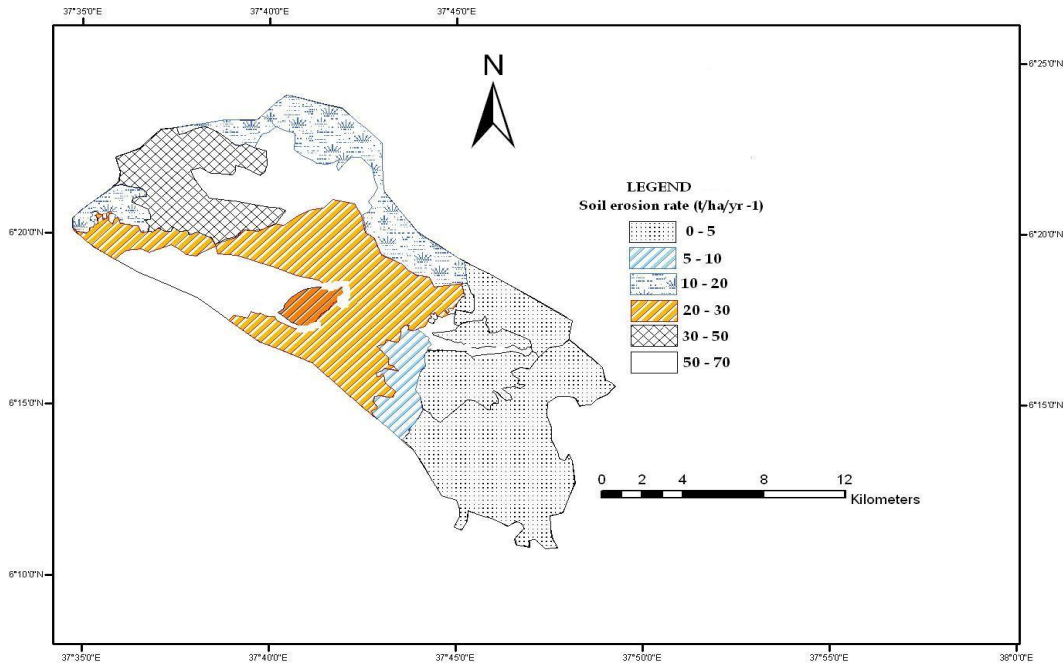 37°35'0"E 37°40'0"E 37°45'0"E
6°25'0"N 6°25'0"N
N
LEGEND
Soil erosion rate (t/ha/yr -1)
0 - 5
5 - 10
10 - 20
20 - 30
30 - 50
50 - 70
6°20'0"N 6°20'0"N
6°15'0"N 6°15'0"N
0 2 4 8 12
Kilometers
6°10'0"N
37°35'0"E 37°40'0"E 37°45'0"E 37°50'0"E 37°55'0"E 38°0'0"E